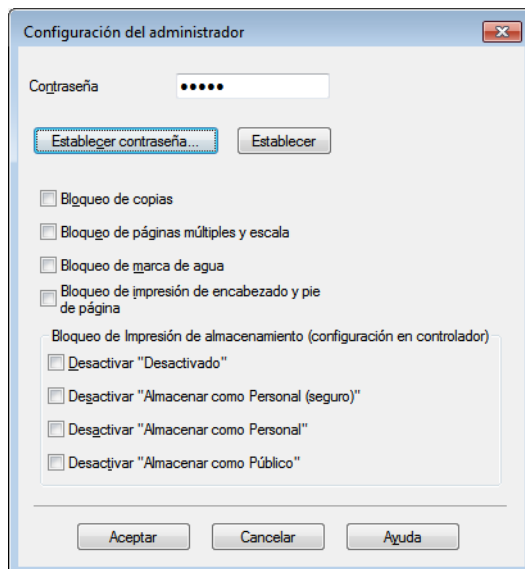 Configuración del administrador
Contraseña •••••
Establecer contraseña... Establecer
Bloqueo de copias
Bloqueo de páginas múltiples y escala
Bloqueo de marca de agua
Bloqueo de impresión de encabezado y pie
de página
Bloqueo de Impresión de almacenamiento (configuración en controlador)
Desactivar "Desactivado"
Desactivar "Almacenar como Personal (seguro)"
Desactivar "Almacenar como Personal"
Desactivar "Almacenar como Público"
Aceptar Cancelar Ayuda